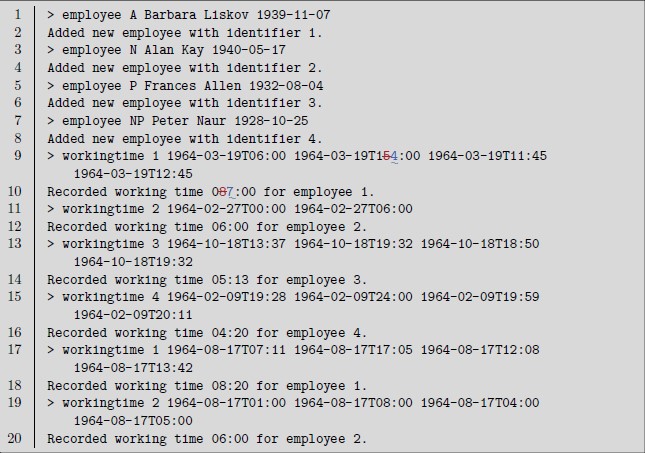 1 > employee A Barbara Liskov 1939-11-07
2 Added new employee with identifier 1.
3 > employee N Alan Kay 1940-05-17
4 Added new employee with identifier 2.
5 > employee P Frances Allen 1932-08-04
6 Added new employee with identifier 3.
7 > employee NP Peter Naur 1928-10-25
8 Added new employee with identifier 4.
9 > workingtime 1 1964-03-19T06:00 1964-03-19T154:00 1964-03-19T11:45
1964-03-19T12:45
10 Recorded working time 087:00 for employee 1.
11 > workingtime 2 1964-02-27T00:00 1964-02-27T06:00
12 Recorded working time 06:00 for employee 2.
13 > workingtime 3 1964-10-18T13:37 1964-10-18T19:32 1964-10-18T18:50
1964-10-18T19:32
14 Recorded working time 05:13 for employee 3.
15 > workingtime 4 1964-02-09T19:28 1964-02-09T24:00 1964-02-09T19:59
1964-02-09T20:11
16 Recorded working time 04:20 for employee 4.
17 > workingtime 1 1964-08-17T07:11 1964-08-17T17:05 1964-08-17T12:08
1964-08-17T13:42
18 Recorded working time 08:20 for employee 1.
19 > workingtime 2 1964-08-17T01:00 1964-08-17T08:00 1964-08-17T04:00
1964-08-17T05:00
20 Recorded working time 06:00 for employee 2.